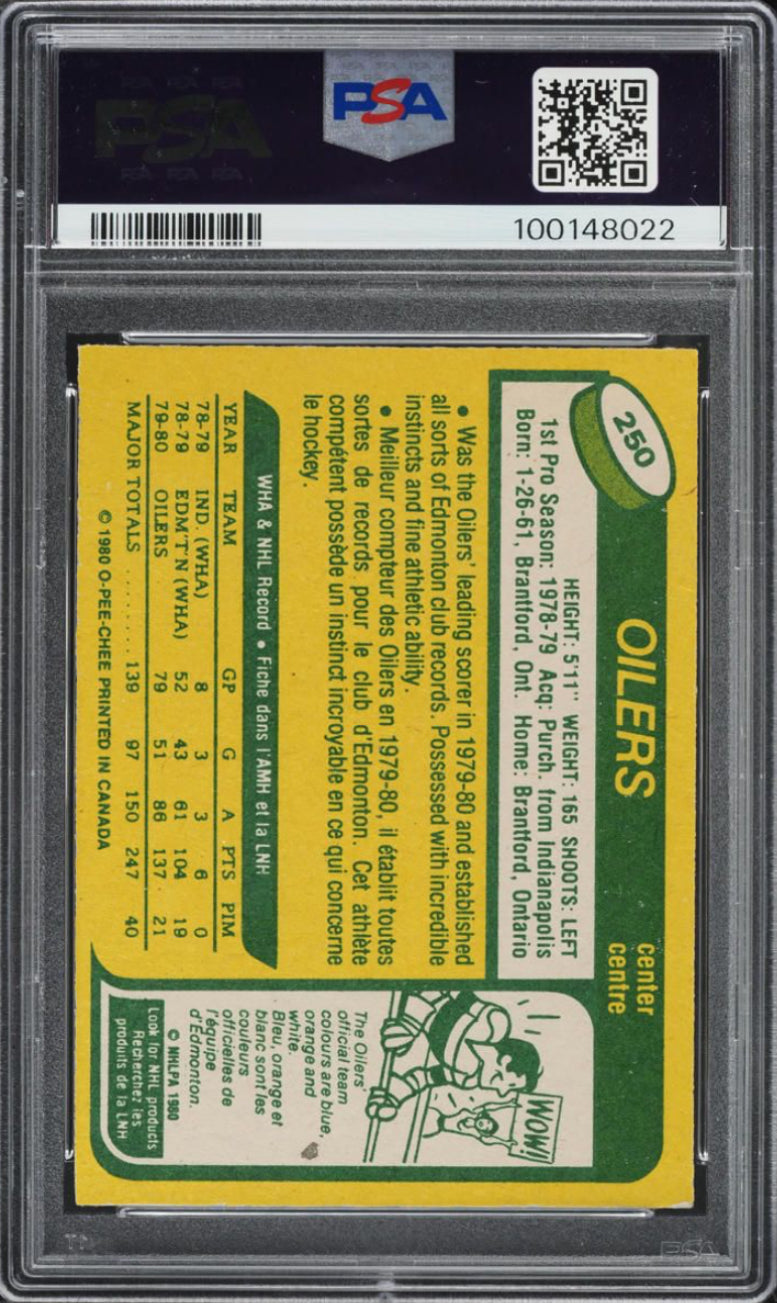 PSA
100148022
250
OILERS
center
centre
HEIGHT: 5'11" WEIGHT: 165 SHOOTS: LEFT
1st Pro Season: 1978-79 Acq: Purch. from Indianapolis
Born: 1-26-61, Brantford, Ont. Home: Brantford, Ontario
• Was the Oilers' leading scorer in 1979-80 and established
all sorts of Edmonton club records. Possessed with incredible
instincts and fine athletic ability.
• Meilleur compteur des Oilers en 1979-80, il établit toutes
sortes de records pour le club d'Edmonton. Cet athlète
compétent possède un instinct incroyable en ce qui concerne
le hockey.
WHA & NHL Record • Fiche dans l'AMH et la LNH
YEAR TEAM GP G A PTS PIM
78-79 IND. (WHA) 8 3 3 6 0
78-79 EDM'T'N (WHA) 52 43 61 104 19
79-80 OILERS 79 51 86 137 21
MAJOR TOTALS ........ 139 97 150 247 40
© 1980 O-PEE-CHEE PRINTED IN CANADA
WOW!
The Oilers'
official team
colours are blue,
orange and
white.
Bleu, orange et
blanc sont les
couleurs
officielles de
l'équipe
d'Edmonton.
© NHLPA 1980
Look for NHL products
Recherchez les
produits de la LNH
PSA